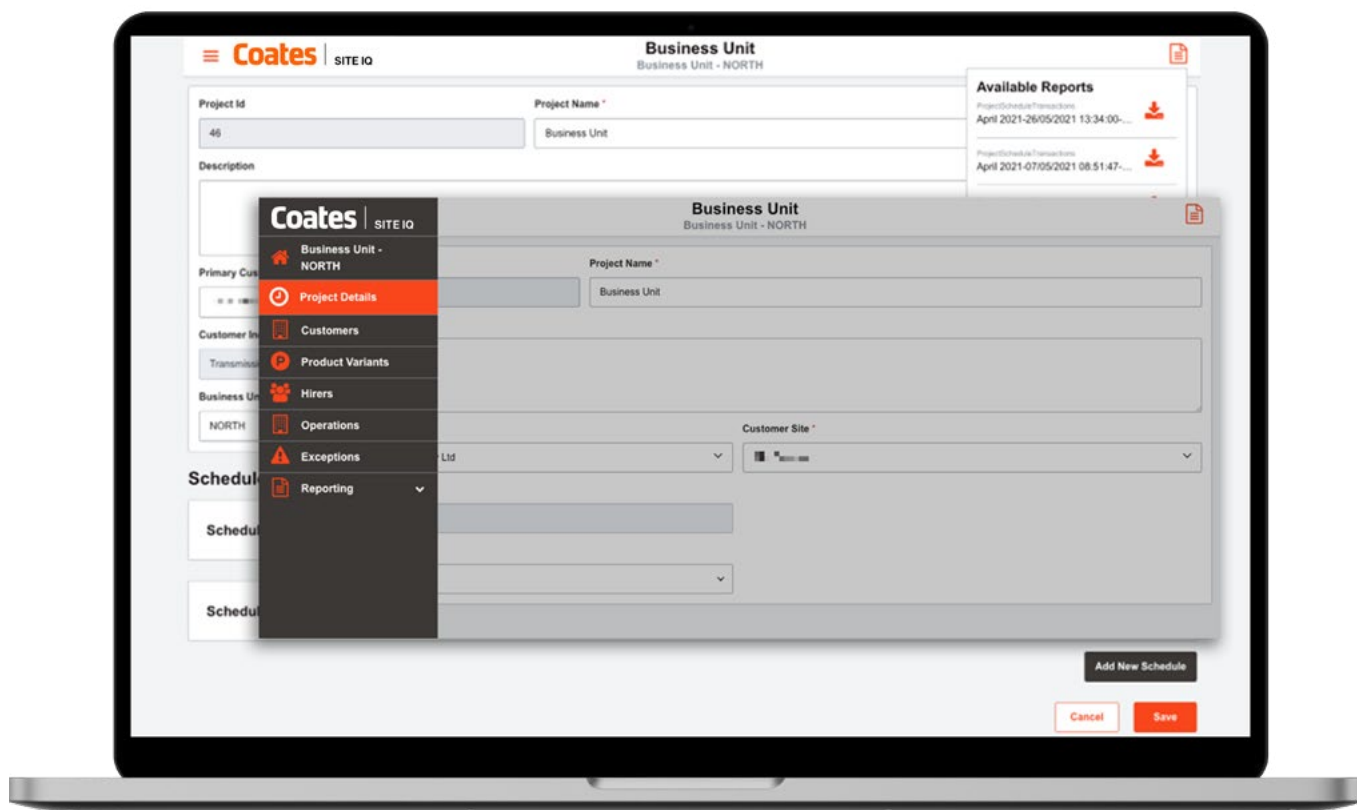 Coates SITE IQ
Business Unit
Business Unit - NORTH
Project Id
Project Name *
46
Business Unit
Description
Available Reports
ProjectScheduleTransactions
April 2021-26/05/2021 13:34:00-...
ProjectScheduleTransactions
April 2021-07/05/2021 08:51:47-...
Primary Cus
Customer In
Transmissi
Business Un
NORTH
Schedul
Schedul
Schedul
Coates SITE IQ
Business Unit
Business Unit - NORTH
Business Unit -
NORTH
Project Details
Customers
Product Variants
P
Hirers
Operations
Exceptions
Reporting
Project Name *
Business Unit
Customer Site *
Ltd
Add New Schedule
Cancel
Save